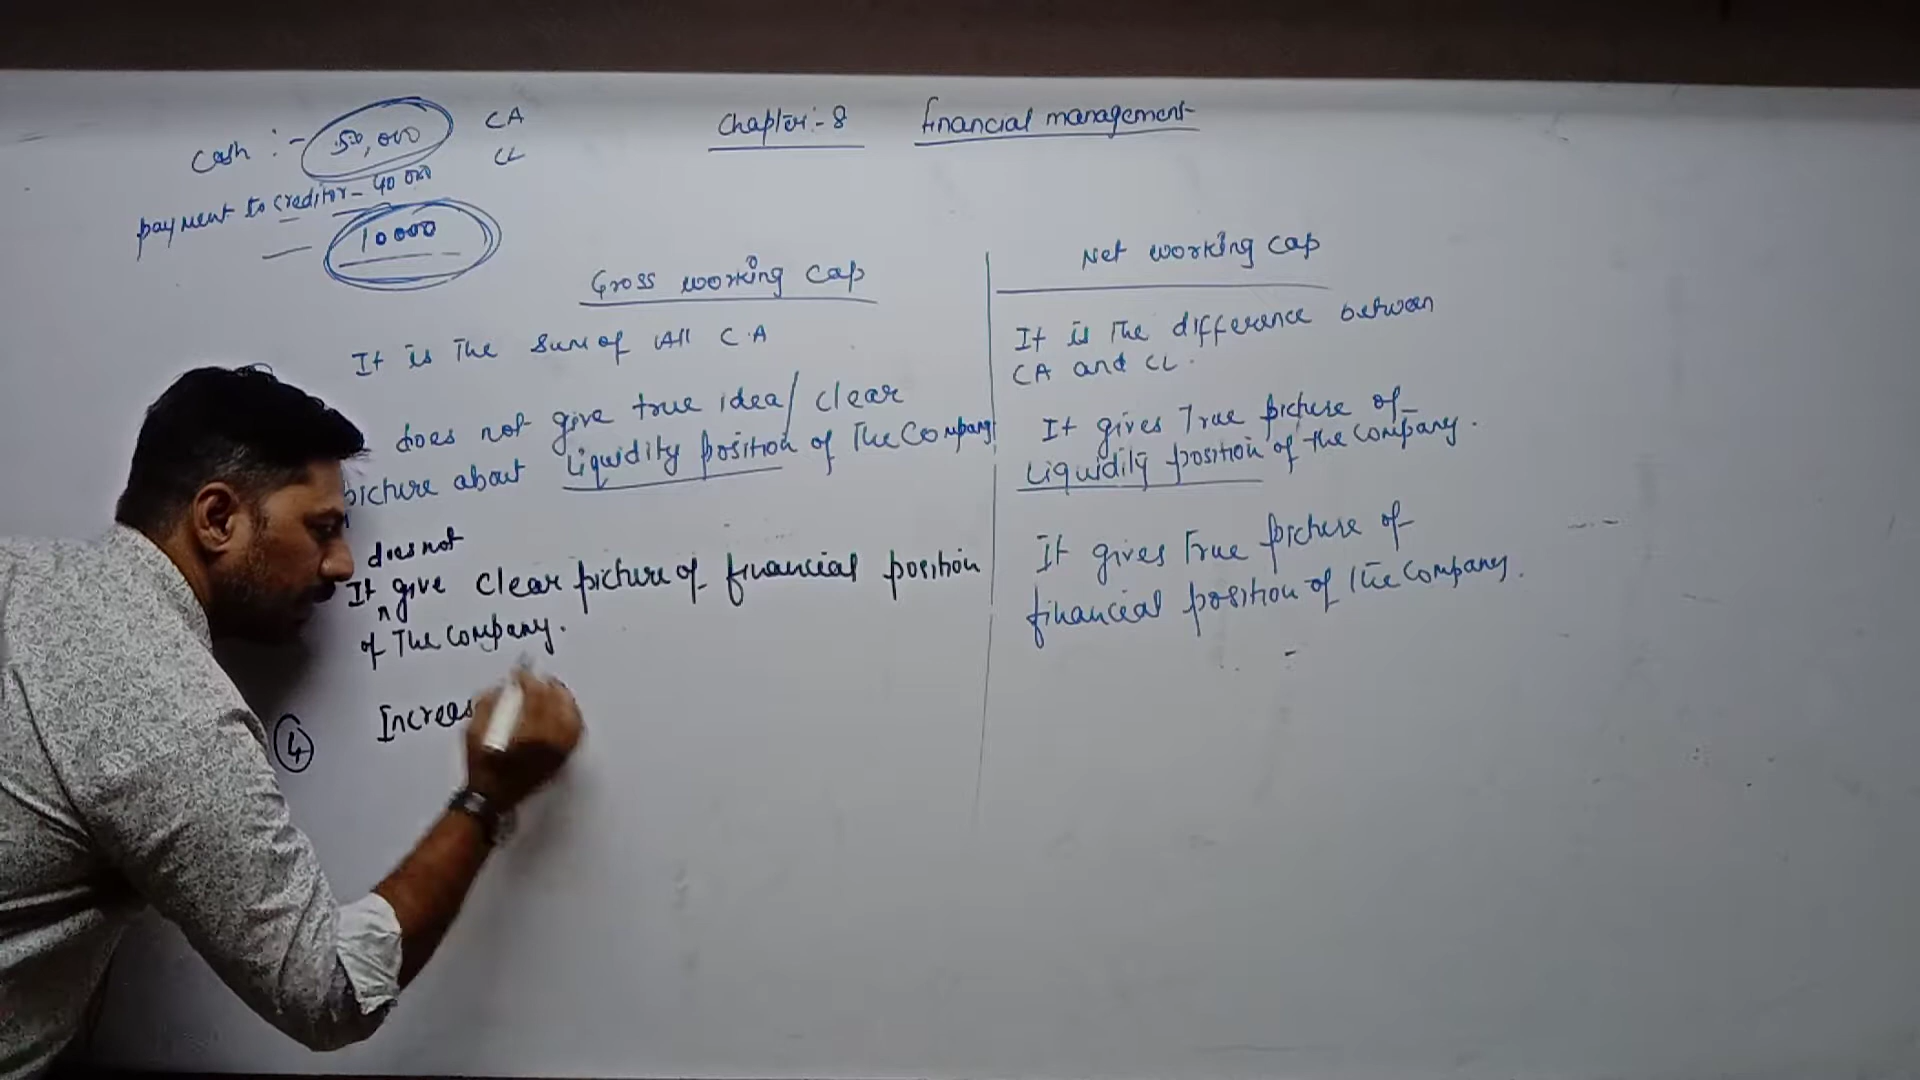 Chapter:- 8 financial management
Cash :- 50,000 CA
CL
payment to creditor - 40 000
10000
Gross working cap
It is The sum of All C.A
does not give true idea/ clear
picture about Liquidity position of The Company
does not
It give clear picture of financial position
of The Company.
4 Increas
Net working cap
It is The difference between
CA and CL.
It gives True picture of
Liquidity position of the Company.
It gives True picture of
financial position of The Company.